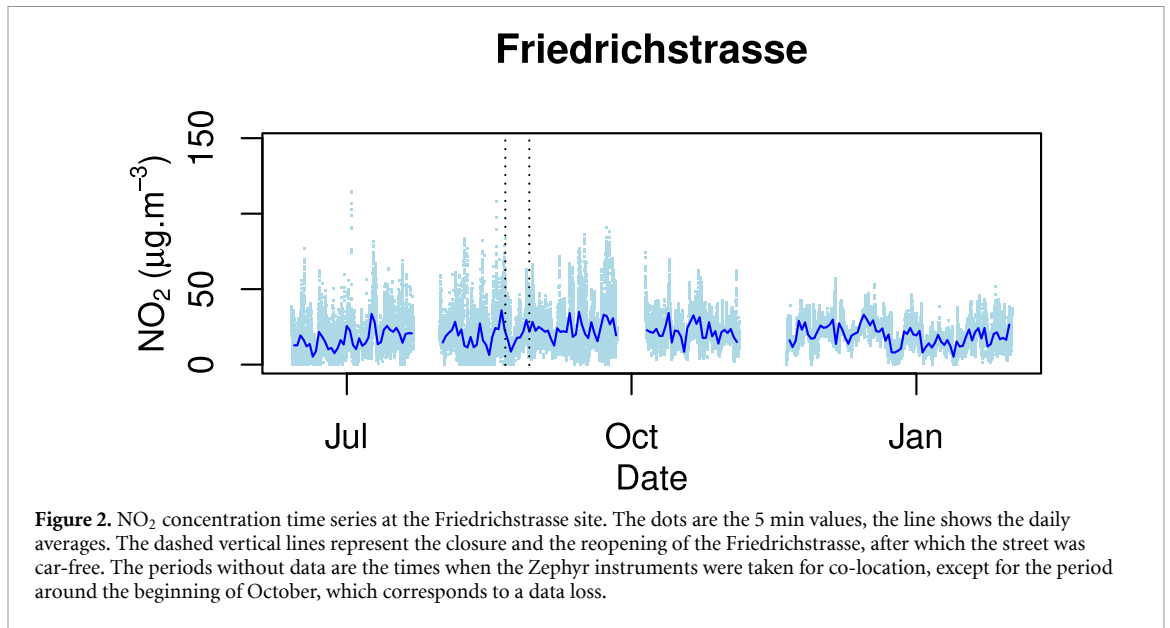 Friedrichstrasse
150
50
0
NO₂ (μg.m⁻³)
Jul
Oct
Jan
Date
Figure 2. NO₂ concentration time series at the Friedrichstrasse site. The dots are the 5 min values, the line shows the daily
averages. The dashed vertical lines represent the closure and the reopening of the Friedrichstrasse, after which the street was
car-free. The periods without data are the times when the Zephyr instruments were taken for co-location, except for the period
around the beginning of October, which corresponds to a data loss.